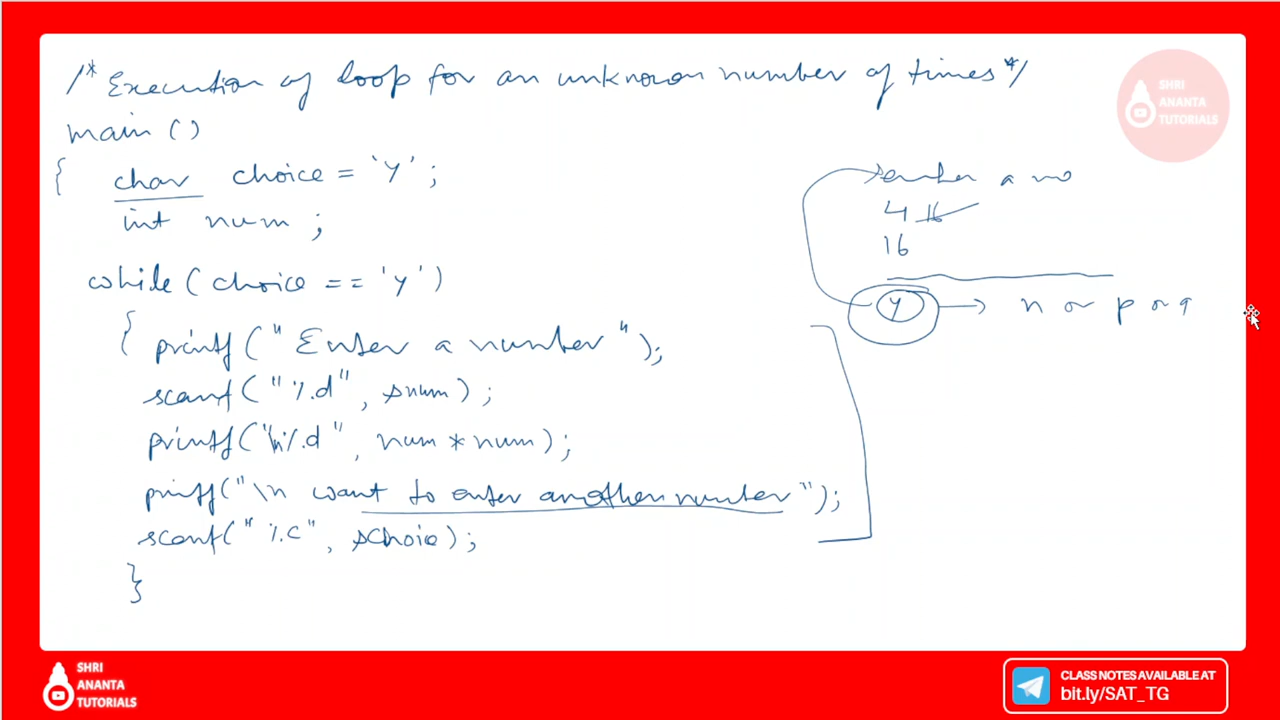 /* Execution of loop for an unknown number of times */
main ()
{ char choice = 'y';
int num ;
while ( choice == 'y' )
{ printf (" Enter a number ");
scanf (" %d" , &num ) ;
printf ("\n%d" , num * num ) ;
printf ("\n want to enter another number ");
scanf (" %c" , &choice ) ;
}
enter a no
4 16
16
y → n or p or q
SHRI
ANANTA
TUTORIALS
SHRI
ANANTA
TUTORIALS
CLASS NOTES AVAILABLE AT
bit.ly/SAT_TG